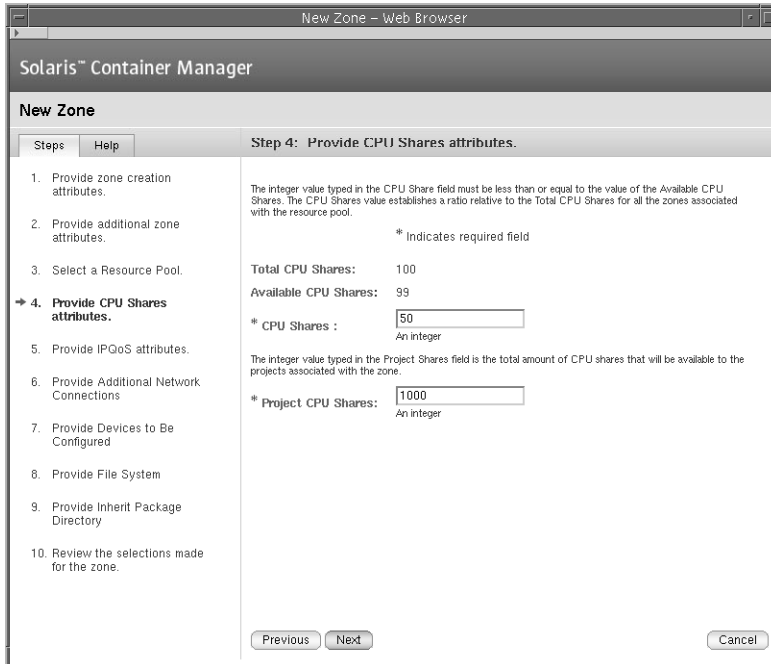 New Zone – Web Browser
Solaris™ Container Manager
New Zone
Steps
Help
1. Provide zone creation
attributes.
2. Provide additional zone
attributes.
3. Select a Resource Pool.
4. Provide CPU Shares
attributes.
5. Provide IPQoS attributes.
6. Provide Additional Network
Connections
7. Provide Devices to Be
Configured
8. Provide File System
9. Provide Inherit Package
Directory
10. Review the selections made
for the zone.
Step 4: Provide CPU Shares attributes.
The integer value typed in the CPU Share field must be less than or equal to the value of the Available CPU
Shares. The CPU Shares value establishes a ratio relative to the Total CPU Shares for all the zones associated
with the resource pool.
* Indicates required field
Total CPU Shares: 100
Available CPU Shares: 99
* CPU Shares : 50
An integer
The integer value typed in the Project Shares field is the total amount of CPU shares that will be available to the
projects associated with the zone.
* Project CPU Shares: 1000
An integer
Previous
Next
Cancel